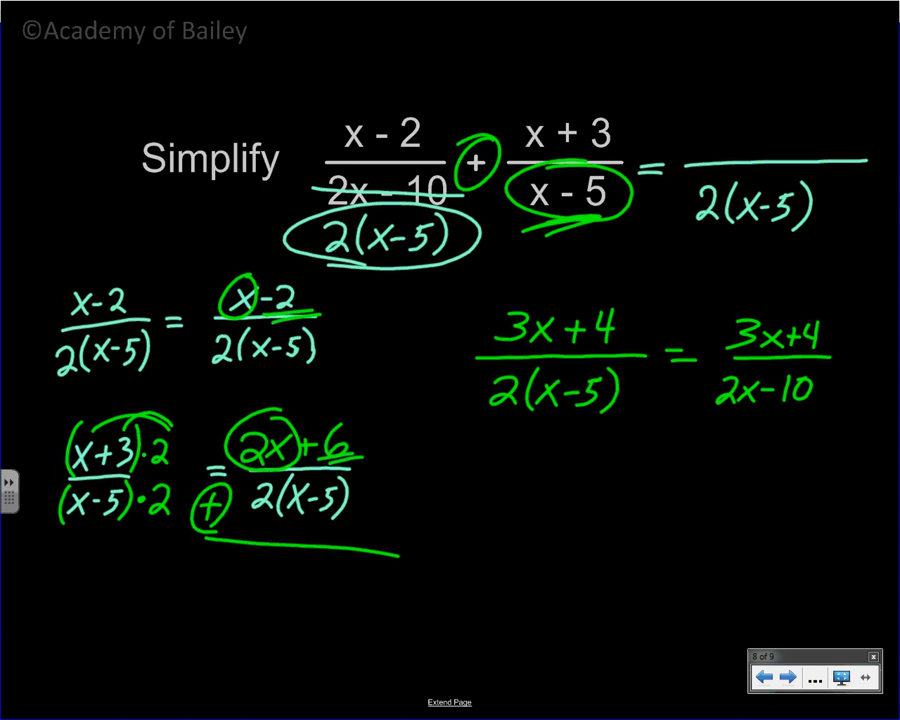 ©Academy of Bailey
Simplify x - 2 / 2x - 10 + x + 3 / x - 5 = / 2(x-5)
2(x-5)
x-2 / 2(x-5) = x-2 / 2(x-5)
3x+4 / 2(x-5) = 3x+4 / 2x-10
(x+3)·2 / (x-5)·2 = 2x+6 / 2(x-5)
+
8 of 9
x
...
Extend Page